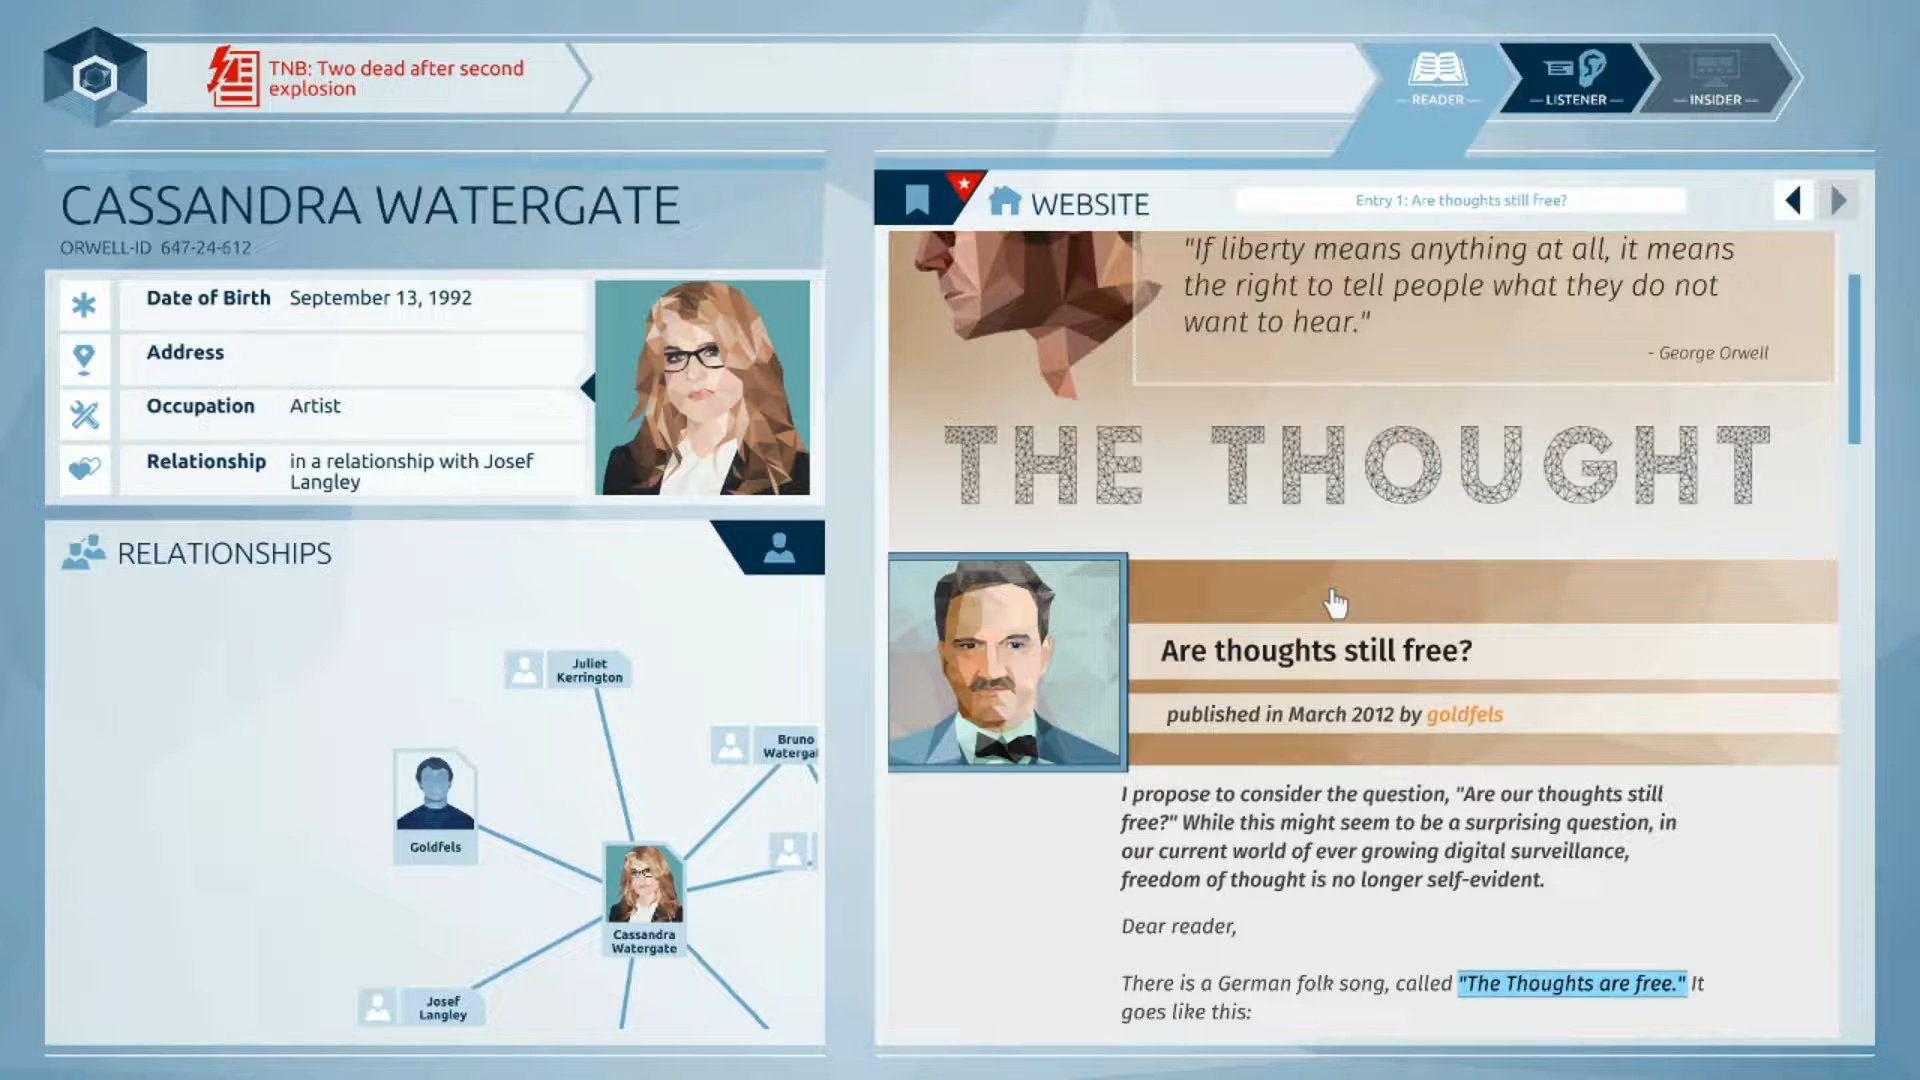 TNB: Two dead after second
explosion
READER
LISTENER
INSIDER
CASSANDRA WATERGATE
ORWELL-ID 647-24-612
Date of Birth September 13, 1992
Address
Occupation Artist
Relationship in a relationship with Josef
Langley
RELATIONSHIPS
Juliet
Kerrington
Bruno
Goldfels
Cassandra
Watergate
Josef
Langley
WEBSITE
Entry 1: Are thoughts still free?
"If liberty means anything at all, it means
the right to tell people what they do not
want to hear."
- George Orwell
THE THOUGHT
Are thoughts still free?
published in March 2012 by goldfels
I propose to consider the question, "Are our thoughts still
free?" While this might seem to be a surprising question, in
our current world of ever growing digital surveillance,
freedom of thought is no longer self-evident.
Dear reader,
There is a German folk song, called "The Thoughts are free." It
goes like this: